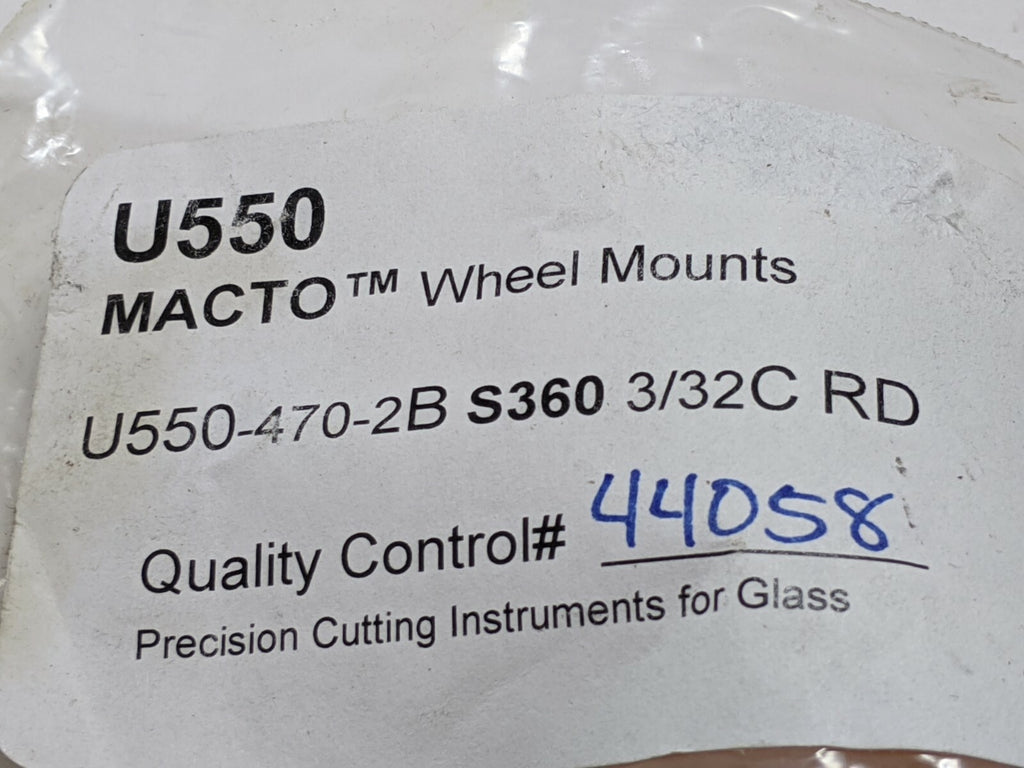 U550
MACTO™ Wheel Mounts
U550-470-2B S360 3/32C RD
Quality Control# 44058
Precision Cutting Instruments for Glass